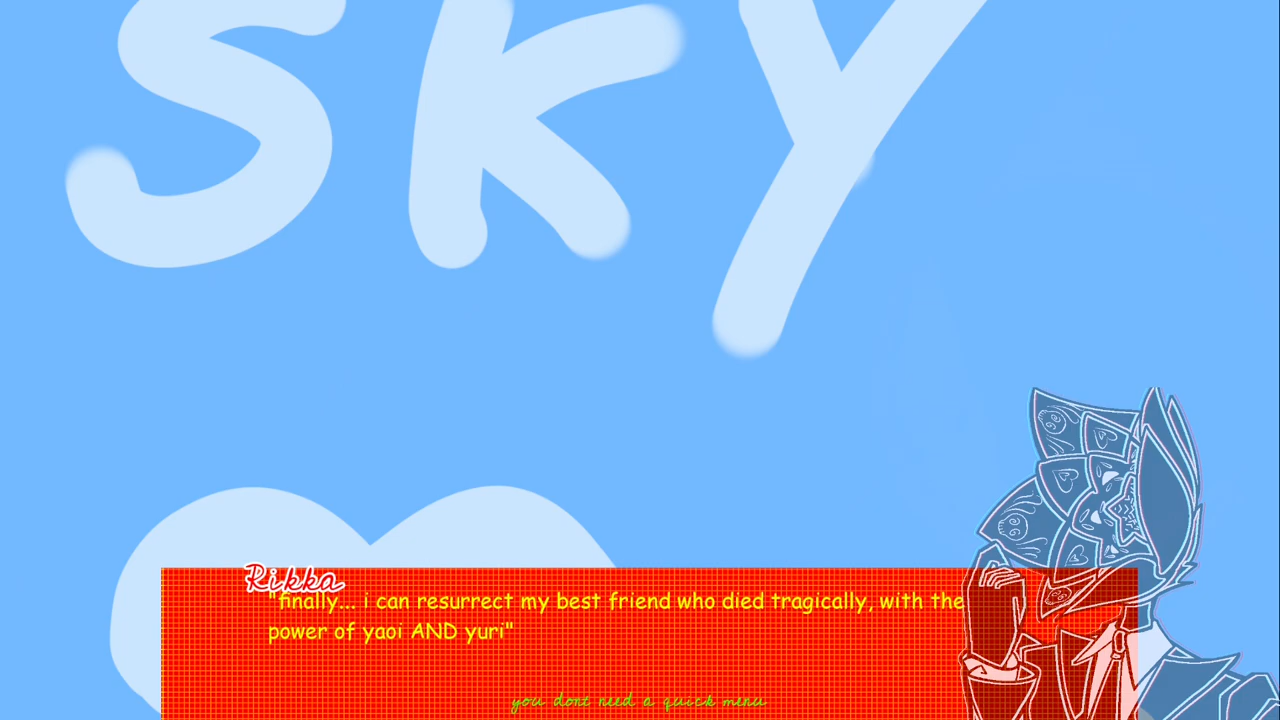 SKY
Rikka
"finally... i can resurrect my best friend who died tragically, with the
power of yaoi AND yuri"
you dont need a quick menu